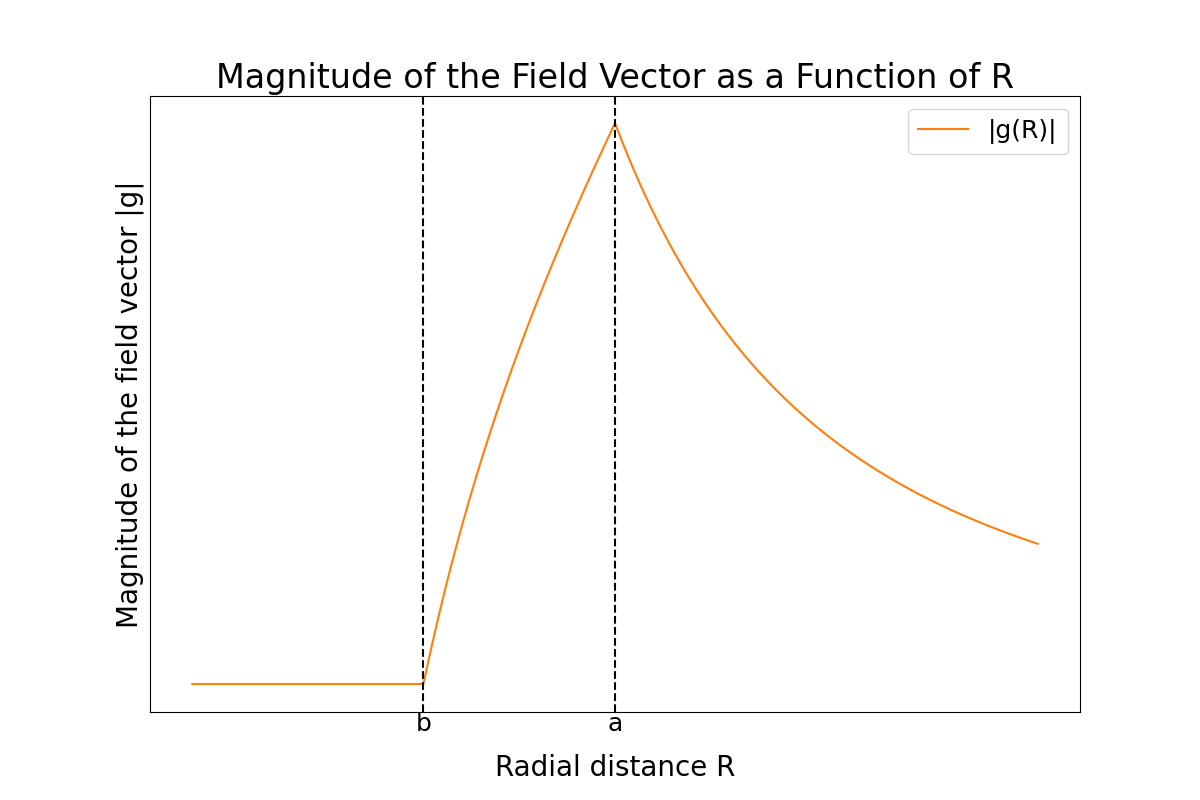 Magnitude of the Field Vector as a Function of R
|g(R)|
Magnitude of the field vector |g|
b
a
Radial distance R